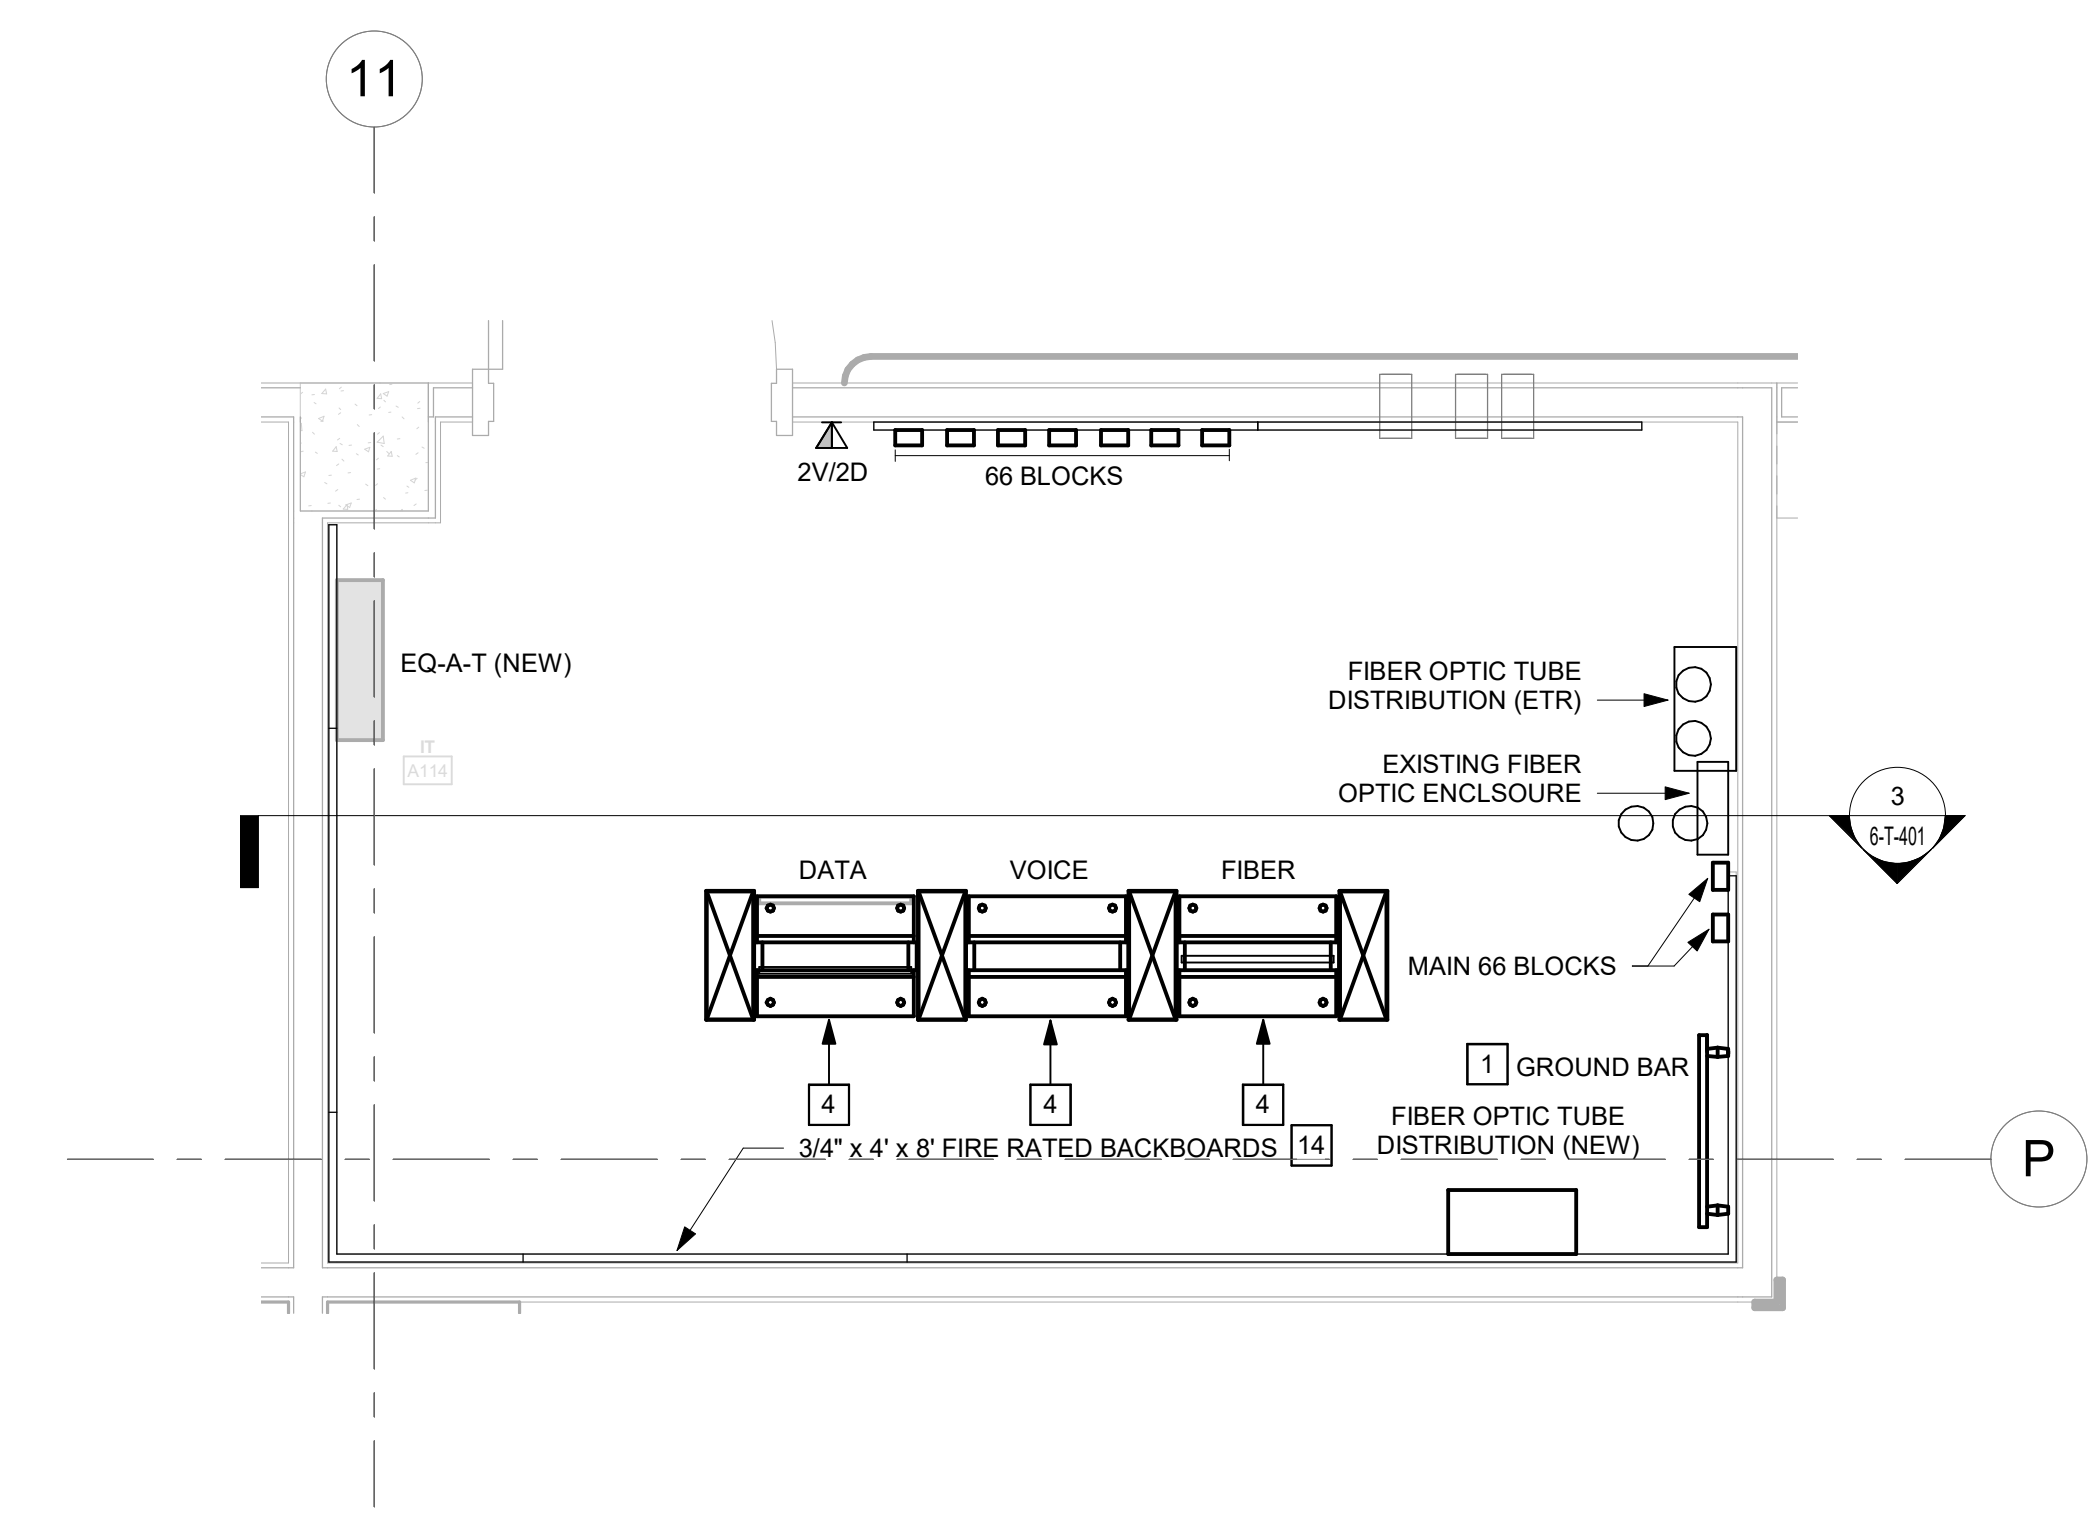 11
2V/2D
66 BLOCKS
EQ-A-T (NEW)
FIBER OPTIC TUBE
DISTRIBUTION (ETR)
IT
A114
EXISTING FIBER
OPTIC ENCLSOURE
3
6-T-401
DATA
VOICE
FIBER
MAIN 66 BLOCKS
1 GROUND BAR
4
4
4
FIBER OPTIC TUBE
DISTRIBUTION (NEW)
3/4" x 4' x 8' FIRE RATED BACKBOARDS 14
P